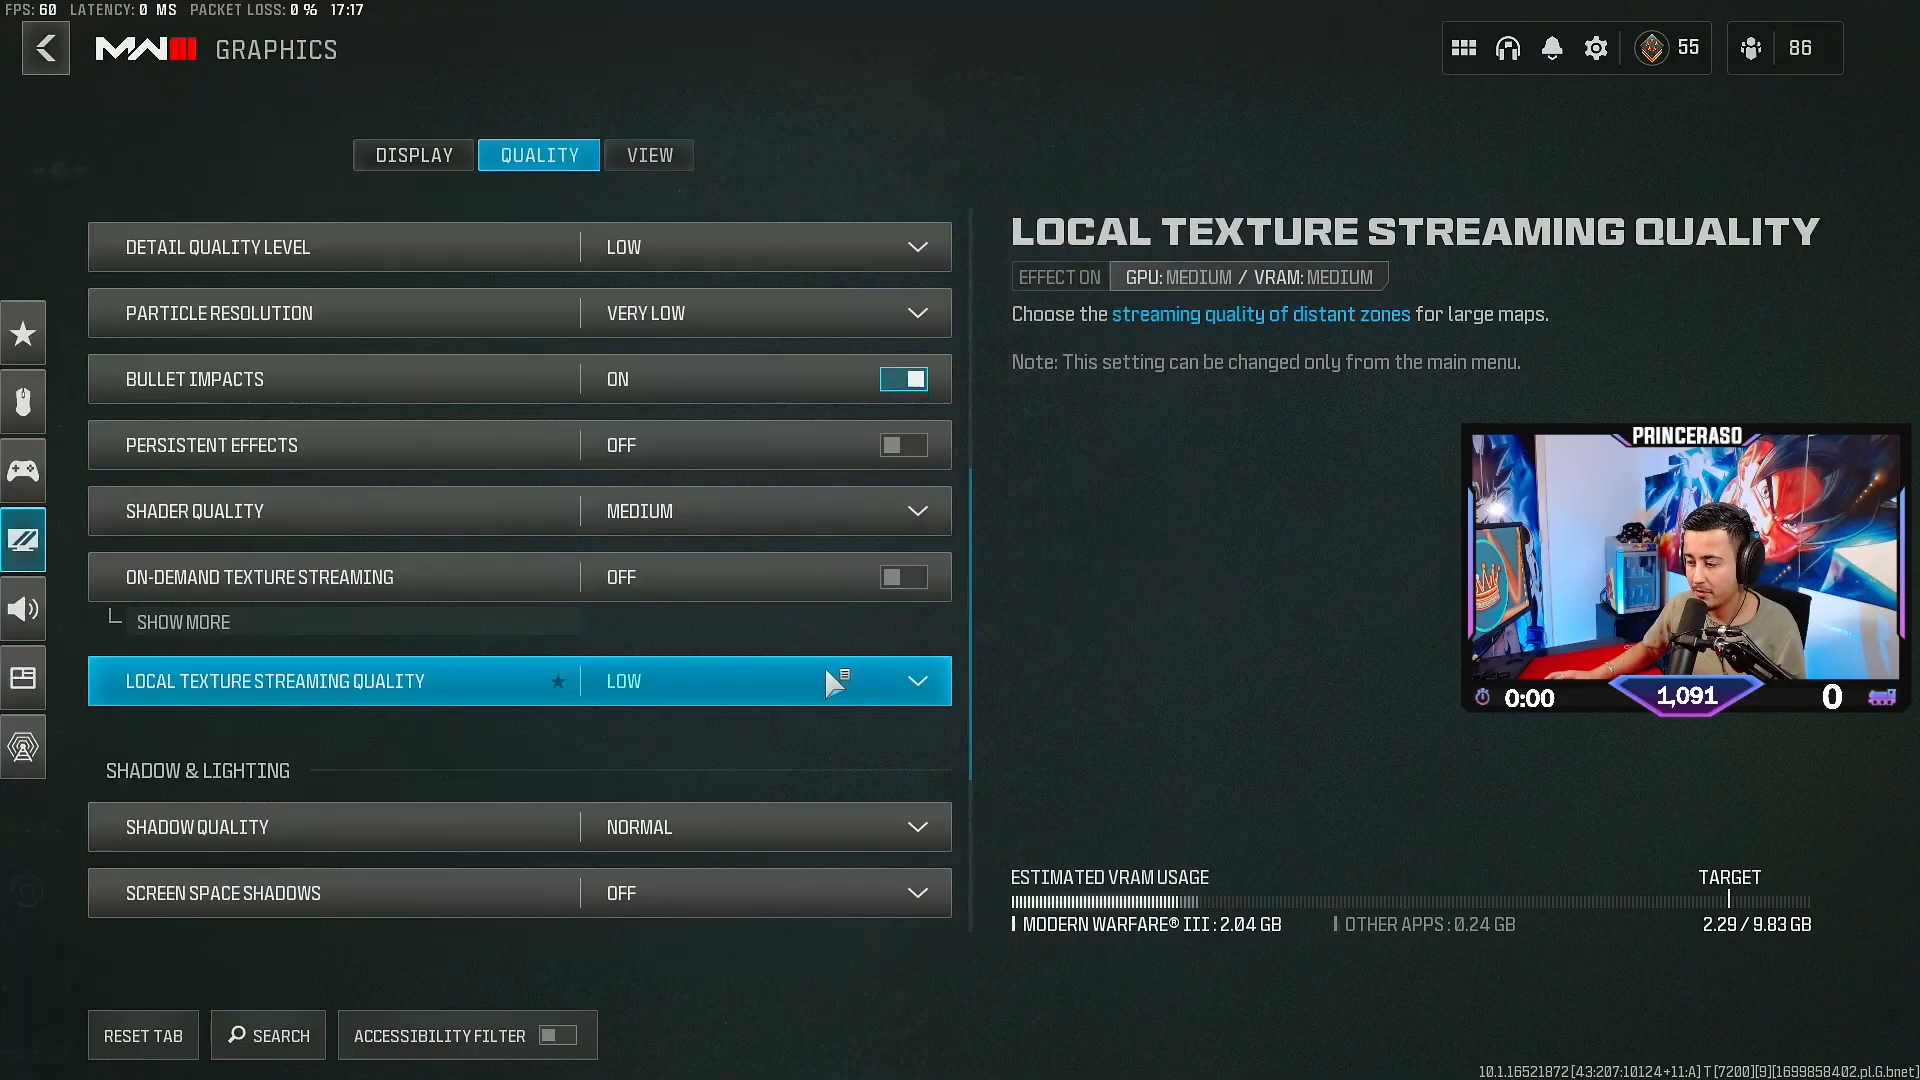 FPS: 60 LATENCY: 0 MS PACKET LOSS: 0 % 17:17
MWIII GRAPHICS
55
86
DISPLAY
QUALITY
VIEW
DETAIL QUALITY LEVEL LOW
PARTICLE RESOLUTION VERY LOW
BULLET IMPACTS ON
PERSISTENT EFFECTS OFF
SHADER QUALITY MEDIUM
ON-DEMAND TEXTURE STREAMING OFF
SHOW MORE
LOCAL TEXTURE STREAMING QUALITY LOW
SHADOW & LIGHTING
SHADOW QUALITY NORMAL
SCREEN SPACE SHADOWS OFF
RESET TAB
SEARCH
ACCESSIBILITY FILTER
LOCAL TEXTURE STREAMING QUALITY
EFFECT ON GPU: MEDIUM / VRAM: MEDIUM
Choose the streaming quality of distant zones for large maps.
Note: This setting can be changed only from the main menu.
PRINCERASO
0:00 1,091 0
ESTIMATED VRAM USAGE TARGET
MODERN WARFARE® III : 2.04 GB OTHER APPS : 0.24 GB 2.29 / 9.83 GB
10.1.16521872 [43:207:10124+11:A] T [7200][9][1699858402.pl.G.bnet]